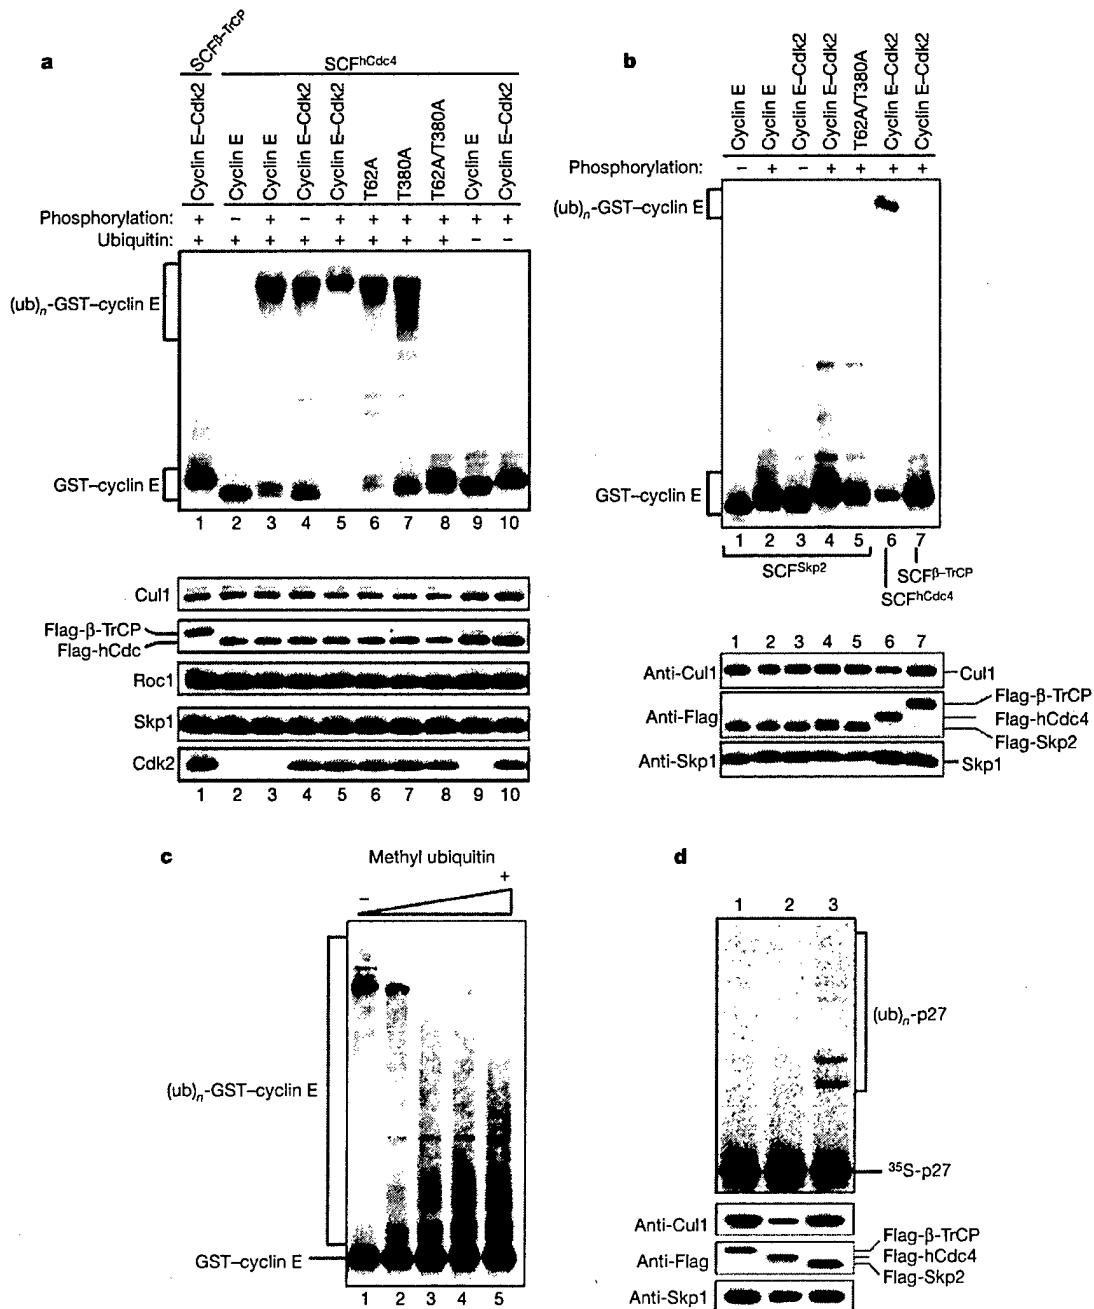 a
SCFβ–TrCP
SCFhCdc4
Cyclin E–Cdk2
Cyclin E
Cyclin E
Cyclin E–Cdk2
Cyclin E–Cdk2
T62A
T380A
T62A/T380A
Cyclin E
Cyclin E–Cdk2
Phosphorylation: + – + – + + + + + +
Ubiquitin: + + + + + + + + – –
(ub)n-GST–cyclin E
GST–cyclin E
1 2 3 4 5 6 7 8 9 10
Cul1
Flag-β-TrCP
Flag-hCdc
Roc1
Skp1
Cdk2
1 2 3 4 5 6 7 8 9 10
b
Cyclin E
Cyclin E
Cyclin E–Cdk2
Cyclin E–Cdk2
T62A/T380A
Cyclin E–Cdk2
Cyclin E–Cdk2
Phosphorylation: – + – + + + +
(ub)n-GST–cyclin E
GST–cyclin E
1 2 3 4 5 6 7
SCFSkp2
SCFβ–TrCP
SCFhCdc4
1 2 3 4 5 6 7
Anti-Cul1
Cul1
Anti-Flag
Flag-β-TrCP
Flag-hCdc4
Flag-Skp2
Anti-Skp1
Skp1
c
Methyl ubiquitin
– +
(ub)n-GST–cyclin E
GST–cyclin E
1 2 3 4 5
d
1 2 3
(ub)n-p27
35S-p27
Anti-Cul1
Anti-Flag
Flag-β-TrCP
Flag-hCdc4
Flag-Skp2
Anti-Skp1